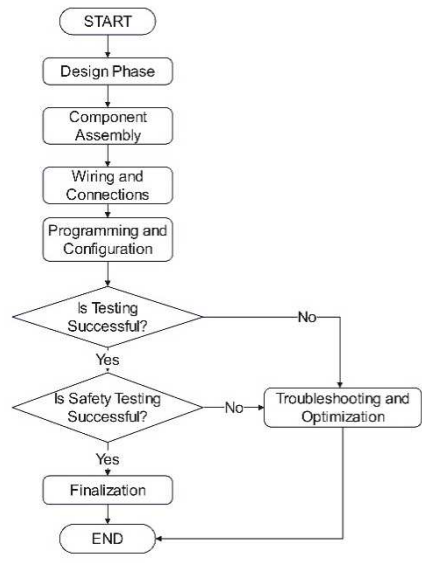 START
Design Phase
Component
Assembly
Wiring and
Connections
Programming and
Configuration
Is Testing
Successful?
No
Yes
Is Safety Testing
Successful?
No
Troubleshooting and
Optimization
Yes
Finalization
END